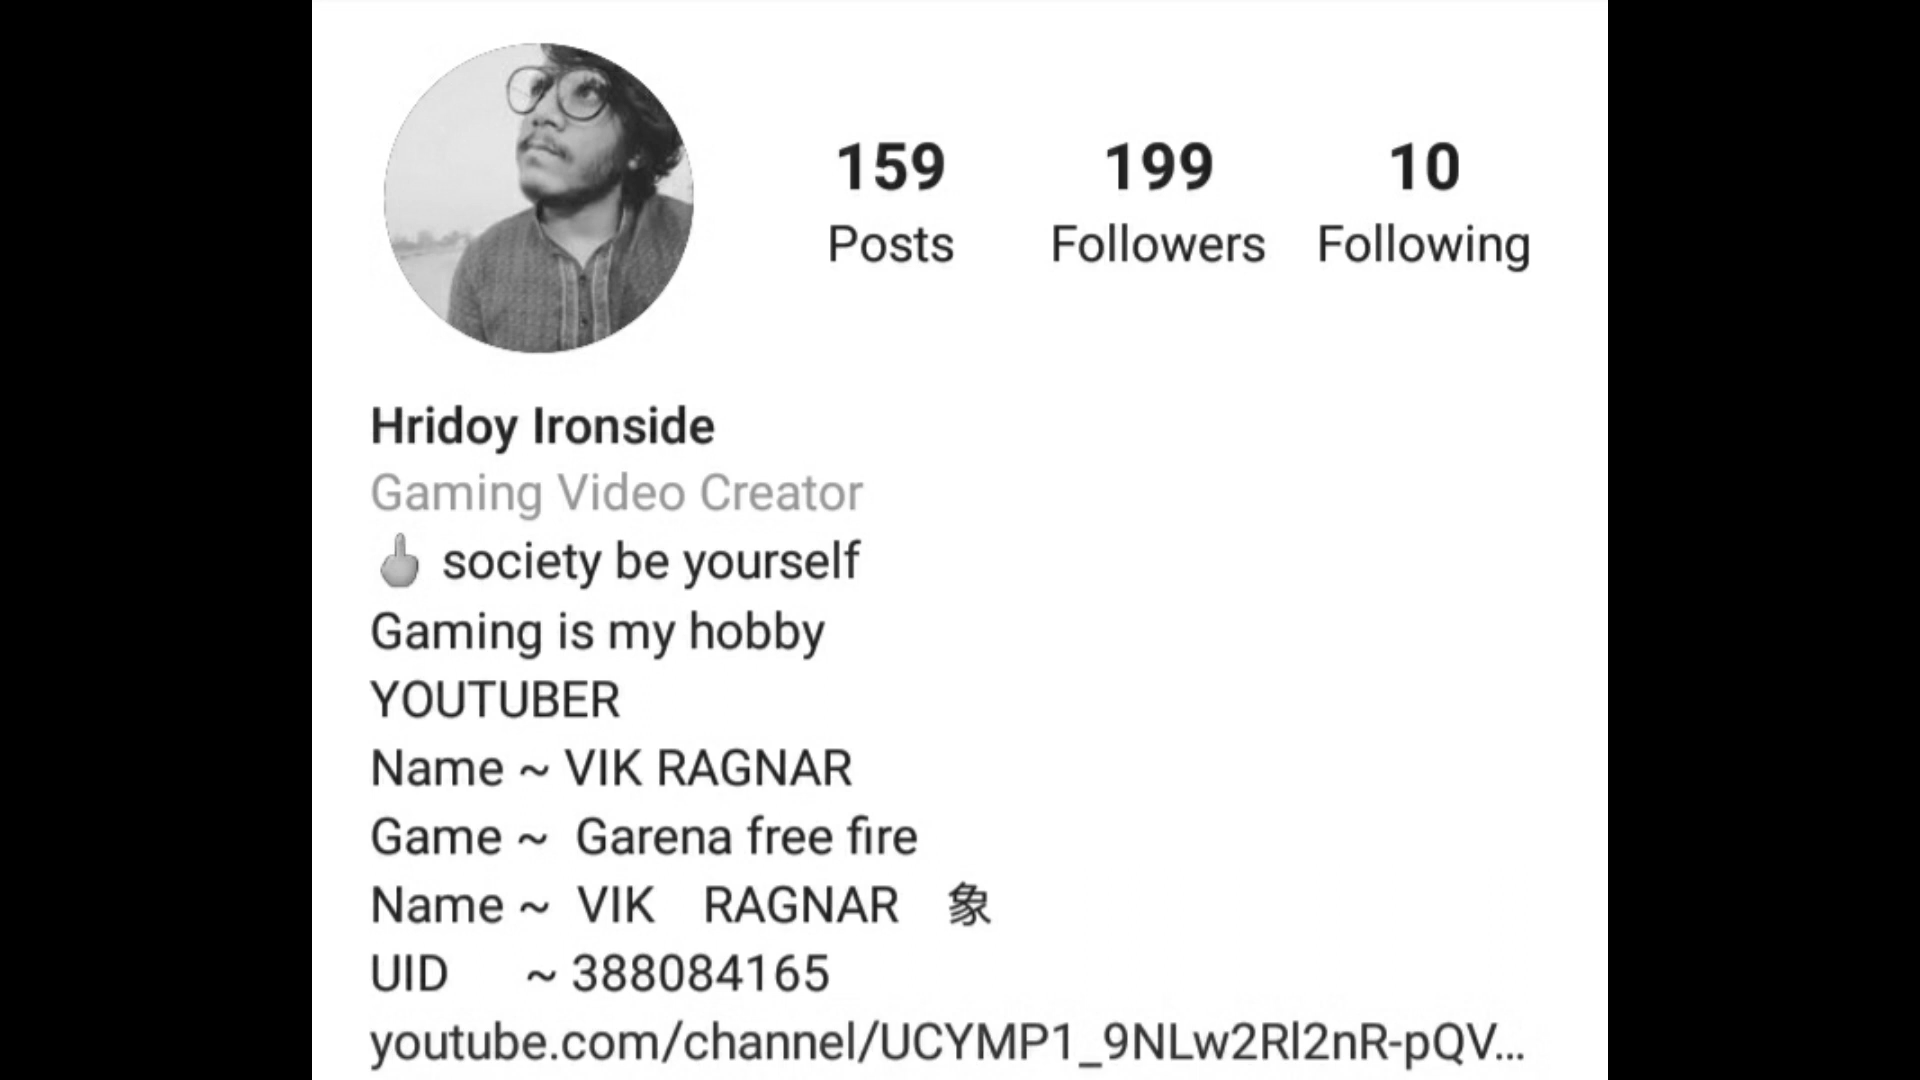 159 199 10
Posts Followers Following
Hridoy Ironside
Gaming Video Creator
🖕 society be yourself
Gaming is my hobby
YOUTUBER
Name ~ VIK RAGNAR
Game ~ Garena free fire
Name ~ VIK RAGNAR 象
UID ~ 388084165
youtube.com/channel/UCYMP1_9NLw2Rl2nR-pQV...